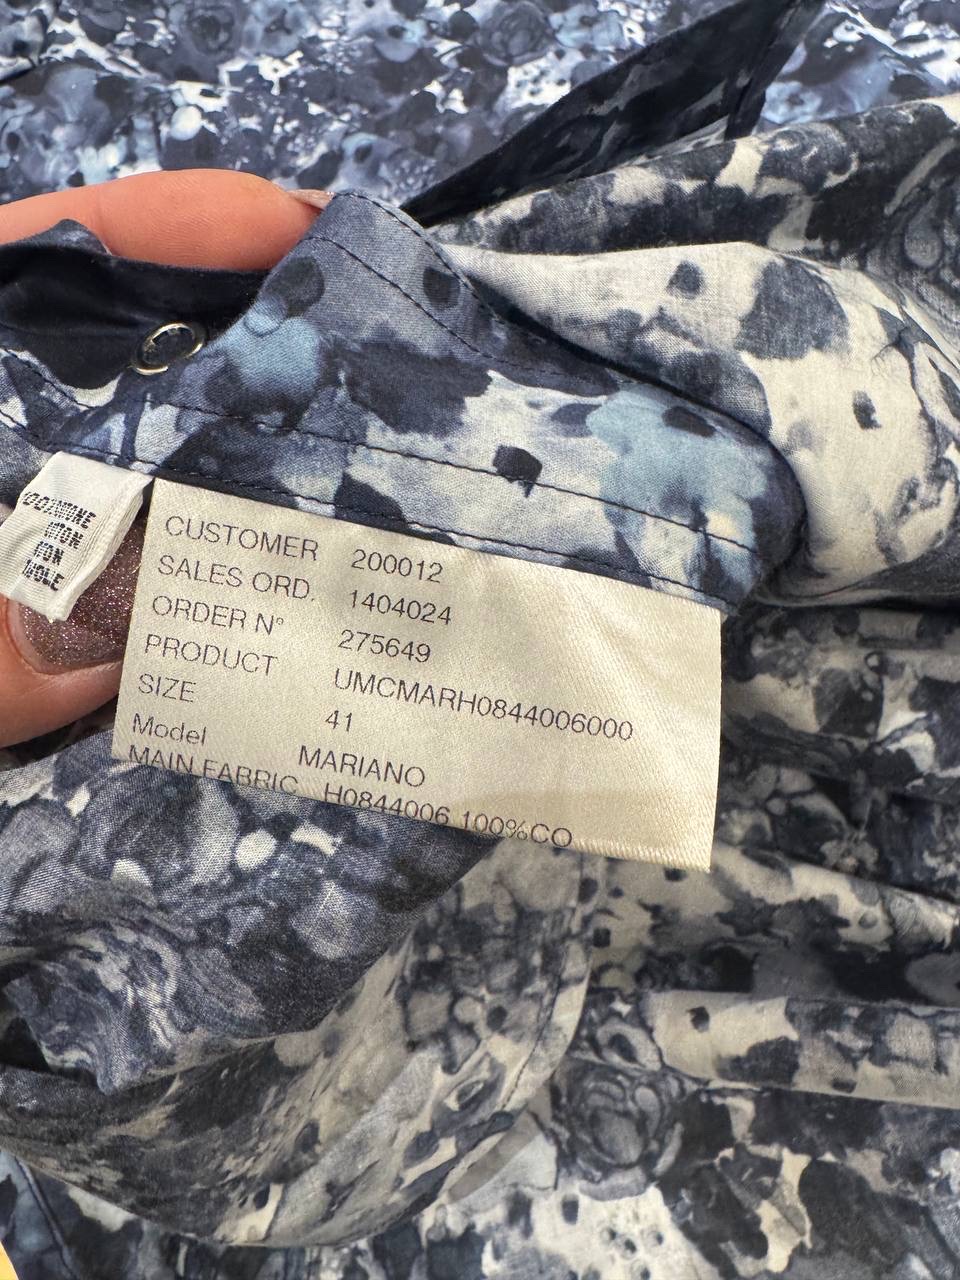 CUSTOMER 200012
SALES ORD. 1404024
ORDER N° 275649
PRODUCT UMCMARH0844006000
SIZE 41
Model MARIANO
MAIN FABRIC H0844006 100%CO